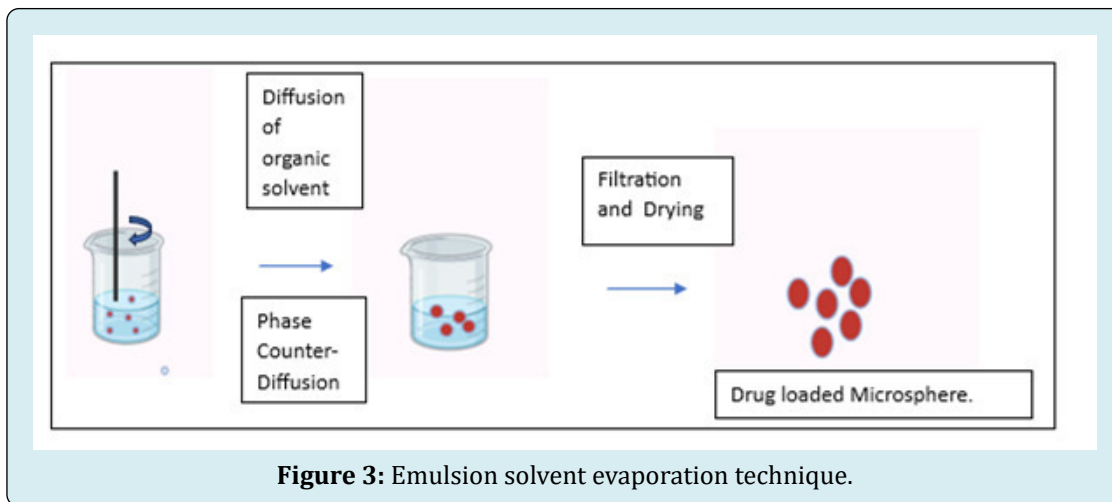 Diffusion
of
organic
solvent
Phase
Counter-
Diffusion
Filtration
and Drying
Drug loaded Microsphere.
Figure 3: Emulsion solvent evaporation technique.